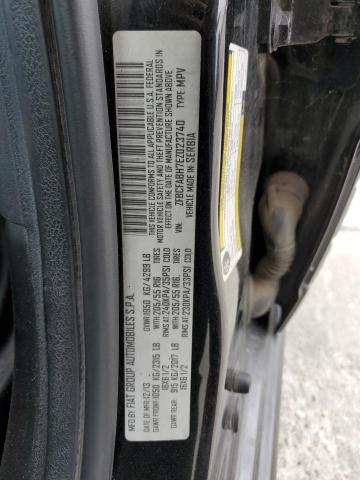 MFD BY FIAT GROUP AUTOMOBILES S.P.A.
DATE OF MFR: 12/13 GVWR: 1950 KG/4299 LB
GAWR FRONT: 1050 KG/2315 LB WITH: 205/55 R16
RIMS: 16X6 1/2 AT: 240KPA/35PSI COLD
GAWR REAR: 915 KG/2017 LB WITH: 205/55 R16
RIMS: 16X6 1/2 AT: 230KPA/33PSI COLD
THIS VEHICLE CONFORMS TO ALL APPLICABLE U.S.A. FEDERAL
MOTOR VEHICLE SAFETY, BUMPER AND THEFT PREVENTION STANDARDS IN
EFFECT ON THE DATE OF MANUFACTURE SHOWN ABOVE
VIN: ZFBCFABH7EZ023740 TYPE: MPV
VEHICLE MADE IN: SERBIA